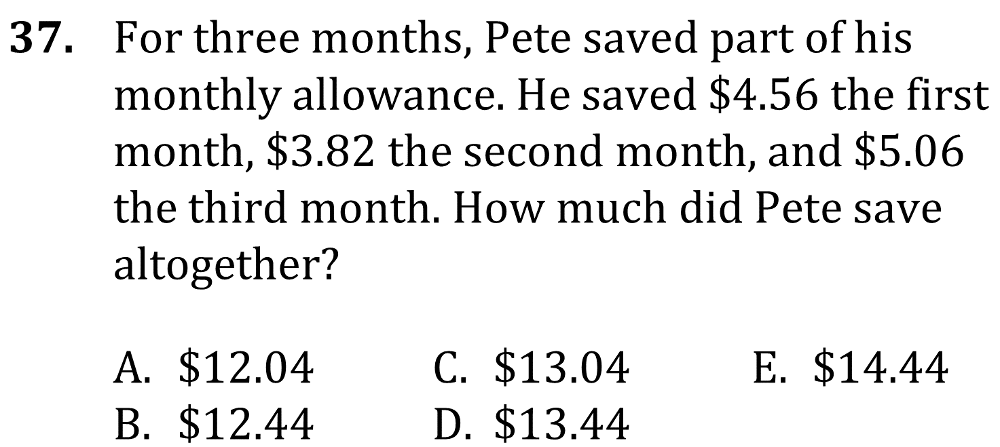 37. For three months, Pete saved part of his
monthly allowance. He saved $4.56 the first
month, $3.82 the second month, and $5.06
the third month. How much did Pete save
altogether?
A. $12.04 C. $13.04 E. $14.44
B. $12.44 D. $13.44